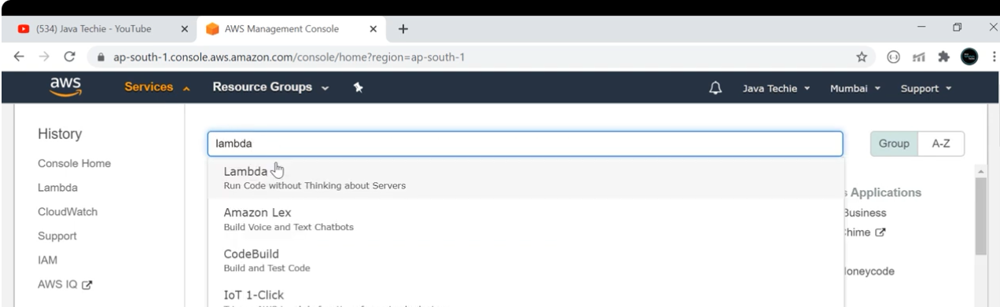 (534) Java Techie - YouTube
AWS Management Console
ap-south-1.console.aws.amazon.com/console/home?region=ap-south-1
aws Services Resource Groups Java Techie Mumbai Support
History
Console Home
Lambda
CloudWatch
Support
IAM
AWS IQ
lambda
Group A-Z
Lambda
Run Code without Thinking about Servers
Amazon Lex
Build Voice and Text Chatbots
CodeBuild
Build and Test Code
IoT 1-Click
Applications
Business